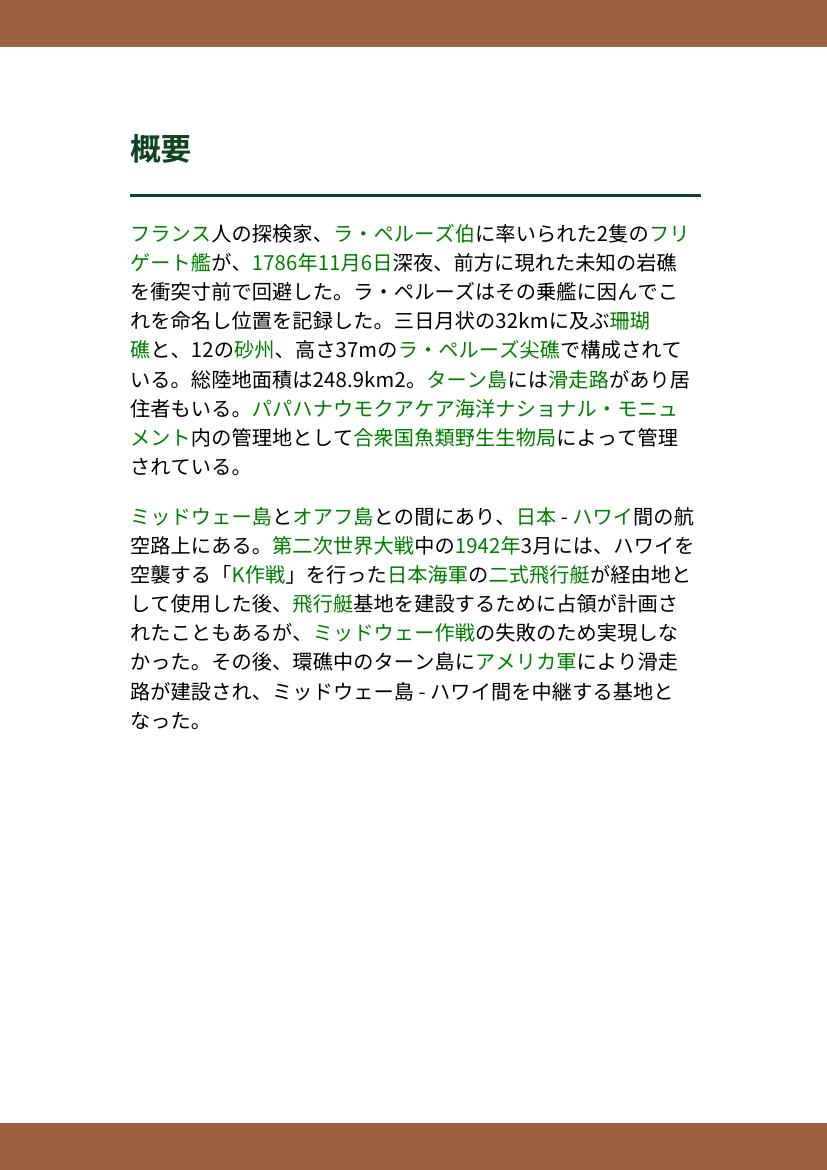 概要
フランス人の探検家、ラ・ペルーズ伯に率いられた2隻のフリ
ゲート艦が、1786年11月6日深夜、前方に現れた未知の岩礁
を衝突寸前で回避した。ラ・ペルーズはその乗艦に因んでこ
れを命名し位置を記録した。三日月状の32kmに及ぶ珊瑚
礁と、12の砂州、高さ37mのラ・ペルーズ尖礁で構成されて
いる。総陸地面積は248.9km2。ターン島には滑走路があり居
住者もいる。パパハナウモクアケア海洋ナショナル・モニュ
メント内の管理地として合衆国魚類野生生物局によって管理
されている。
ミッドウェー島とオアフ島との間にあり、日本 - ハワイ間の航
空路上にある。第二次世界大戦中の1942年3月には、ハワイを
空襲する「K作戦」を行った日本海軍の二式飛行艇が経由地と
して使用した後、飛行艇基地を建設するために占領が計画さ
れたこともあるが、ミッドウェー作戦の失敗のため実現しな
かった。その後、環礁中のターン島にアメリカ軍により滑走
路が建設され、ミッドウェー島 - ハワイ間を中継する基地と
なった。